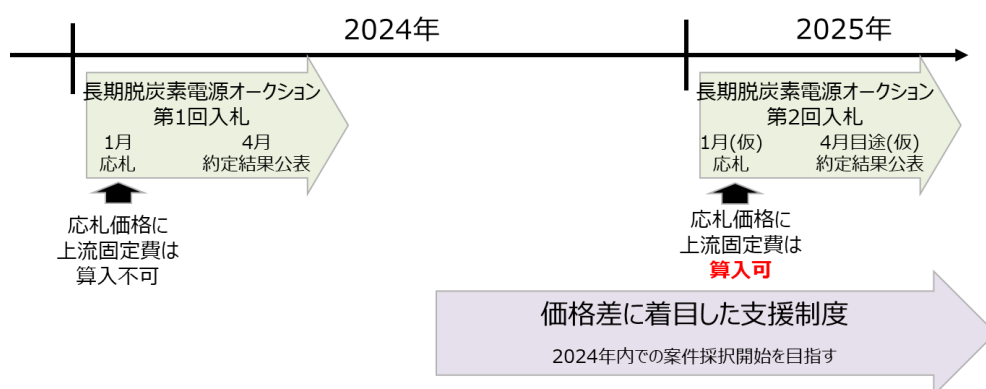 2024年
2025年
長期脱炭素電源オークション
第1回入札
1月
応札
4月
約定結果公表
長期脱炭素電源オークション
第2回入札
1月(仮)
応札
4月目途(仮)
約定結果公表
応札価格に
上流固定費は
算入不可
応札価格に
上流固定費は
算入可
価格差に着目した支援制度
2024年内での案件採択開始を目指す